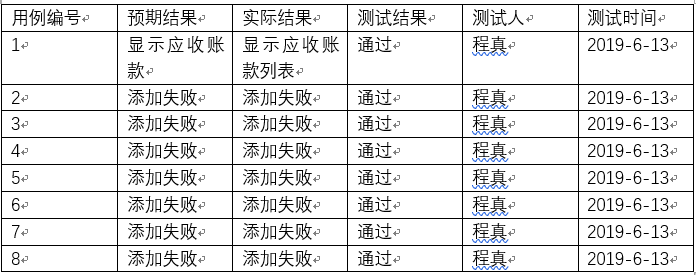 用例编号 预期结果 实际结果 测试结果 测试人 测试时间
1 显示应收账款 显示应收账款列表 通过 程真 2019-6-13
2 添加失败 添加失败 通过 程真 2019-6-13
3 添加失败 添加失败 通过 程真 2019-6-13
4 添加失败 添加失败 通过 程真 2019-6-13
5 添加失败 添加失败 通过 程真 2019-6-13
6 添加失败 添加失败 通过 程真 2019-6-13
7 添加失败 添加失败 通过 程真 2019-6-13
8 添加失败 添加失败 通过 程真 2019-6-13